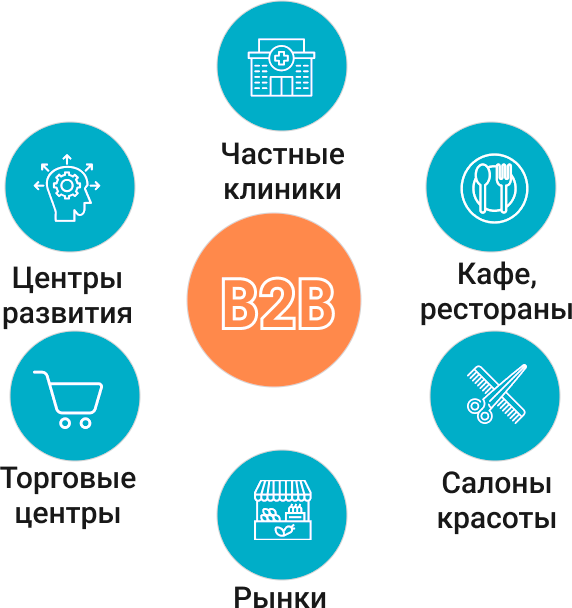 Частные
клиники
Центры
развития
B2B
Кафе,
рестораны
Торговые
центры
Салоны
красоты
Рынки